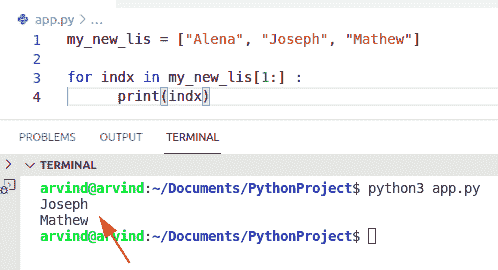 app.py > ...
1 my_new_lis = ["Alena", "Joseph", "Mathew"]
2
3 for indx in my_new_lis[1:] :
4 print(indx)
PROBLEMS OUTPUT TERMINAL
TERMINAL
arvind@arvind:~/Documents/PythonProject$ python3 app.py
Joseph
Mathew
arvind@arvind:~/Documents/PythonProject$